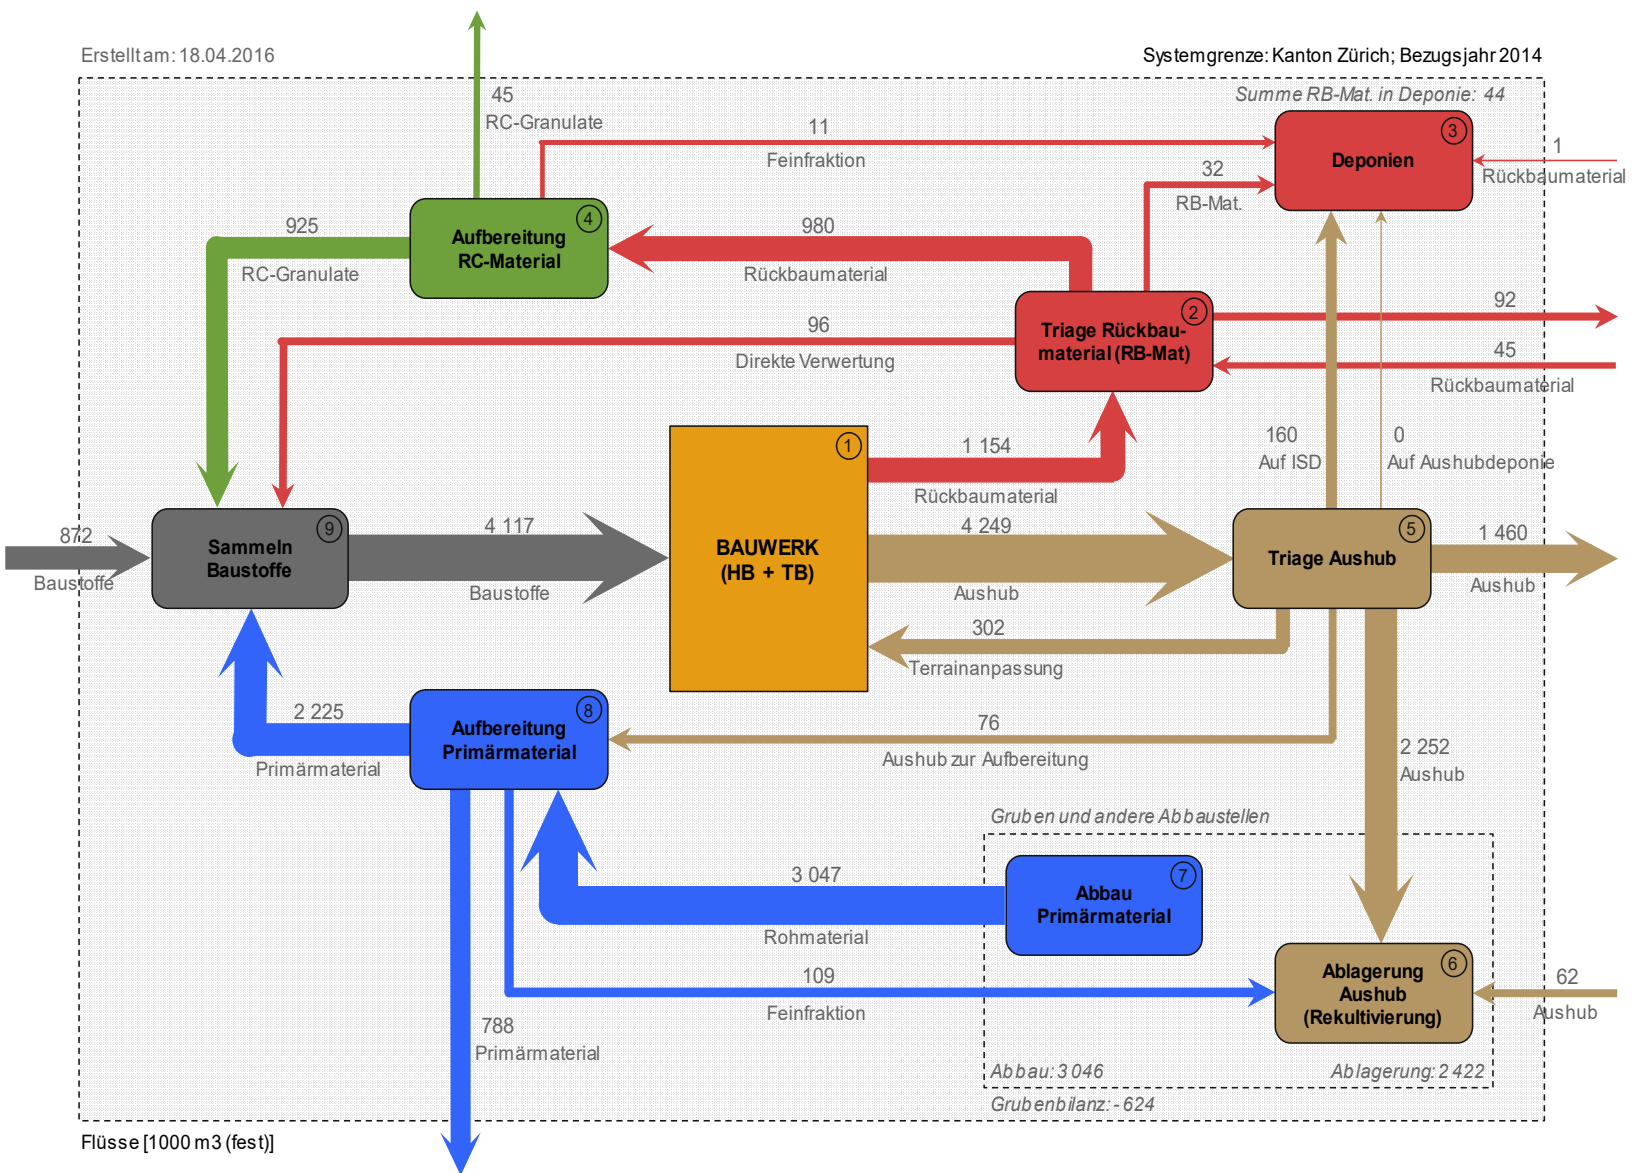 Erstellt am: 18.04.2016
Systemgrenze: Kanton Zürich; Bezugsjahr 2014
Summe RB-Mat. in Deponie: 44
45
RC-Granulate
11
Feinfraktion
3
Deponien
1
Rückbaumaterial
32
RB-Mat.
4
Aufbereitung
RC-Material
925
RC-Granulate
980
Rückbaumaterial
2
Triage Rückbau-
material (RB-Mat)
92
45
Rückbaumaterial
96
Direkte Verwertung
160
Auf ISD
0
Auf Aushubdeponie
1
BAUWERK
(HB + TB)
1 154
Rückbaumaterial
872
Baustoffe
9
Sammeln
Baustoffe
4 117
Baustoffe
4 249
Aushub
5
Triage Aushub
1 460
Aushub
302
Terrainanpassung
2 225
Primärmaterial
8
Aufbereitung
Primärmaterial
76
Aushub zur Aufbereitung
2 252
Aushub
Gruben und andere Abbaustellen
3 047
Rohmaterial
7
Abbau
Primärmaterial
109
Feinfraktion
6
Ablagerung
Aushub
(Rekultivierung)
62
Aushub
788
Primärmaterial
Abbau: 3 046
Ablagerung: 2 422
Grubenbilanz: - 624
Flüsse [1000 m3 (fest)]